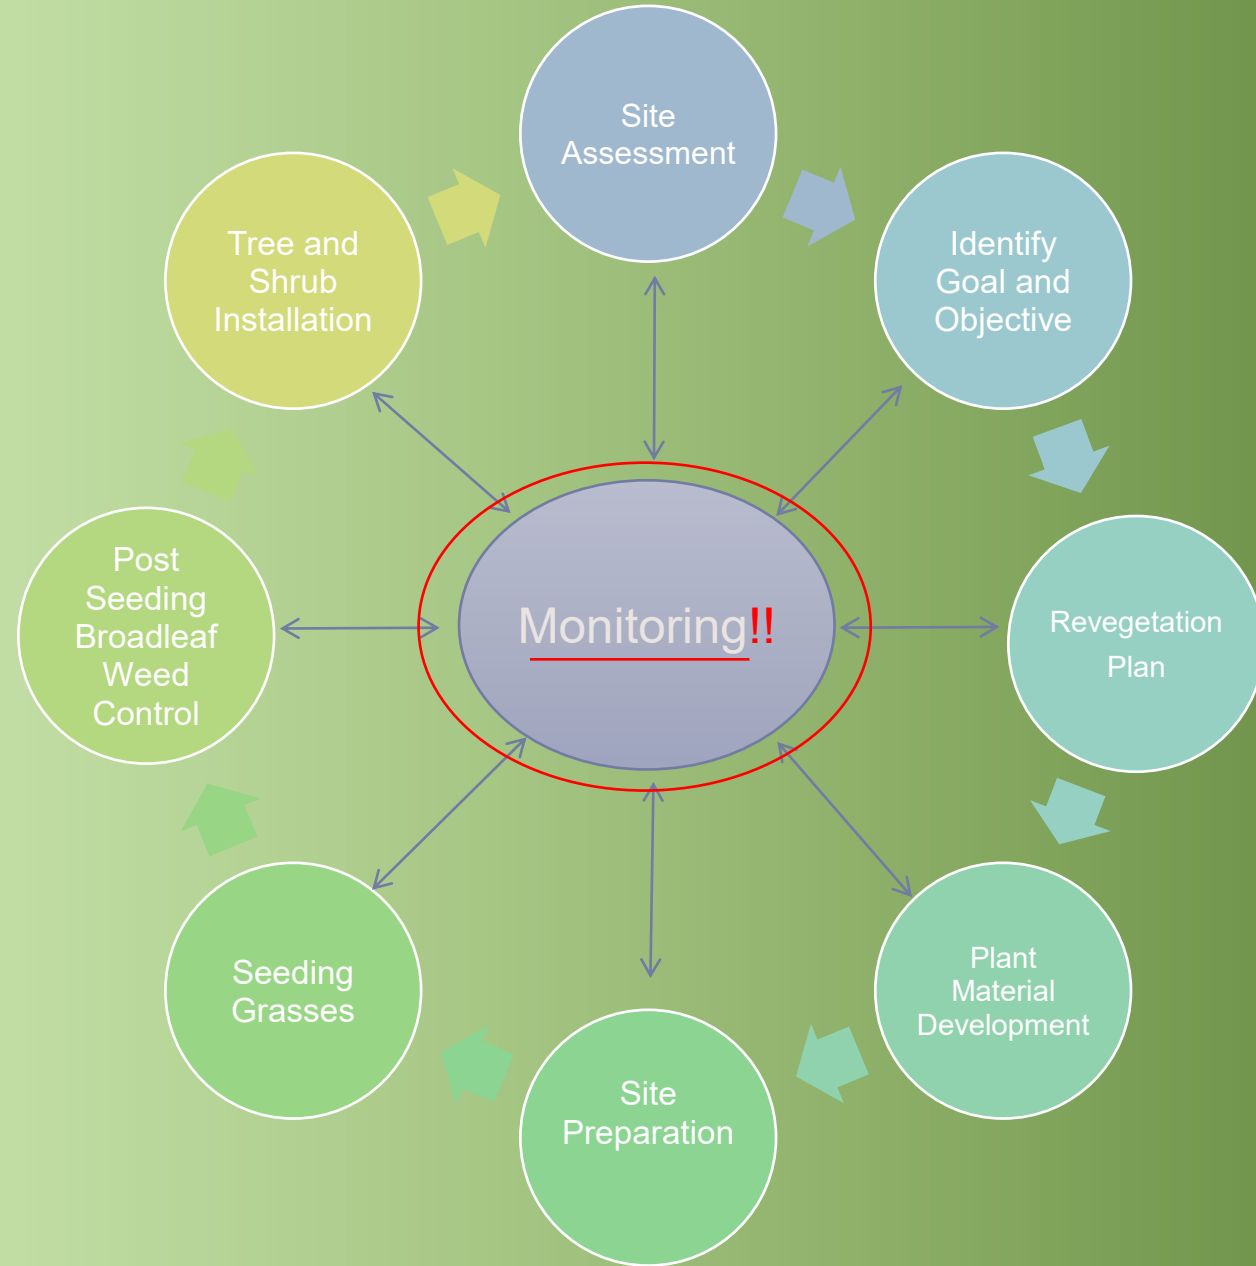 Site
Assessment
Identify
Goal and
Objective
Revegetation
Plan
Plant
Material
Development
Site
Preparation
Seeding
Grasses
Post
Seeding
Broadleaf
Weed
Control
Tree and
Shrub
Installation
Monitoring!!